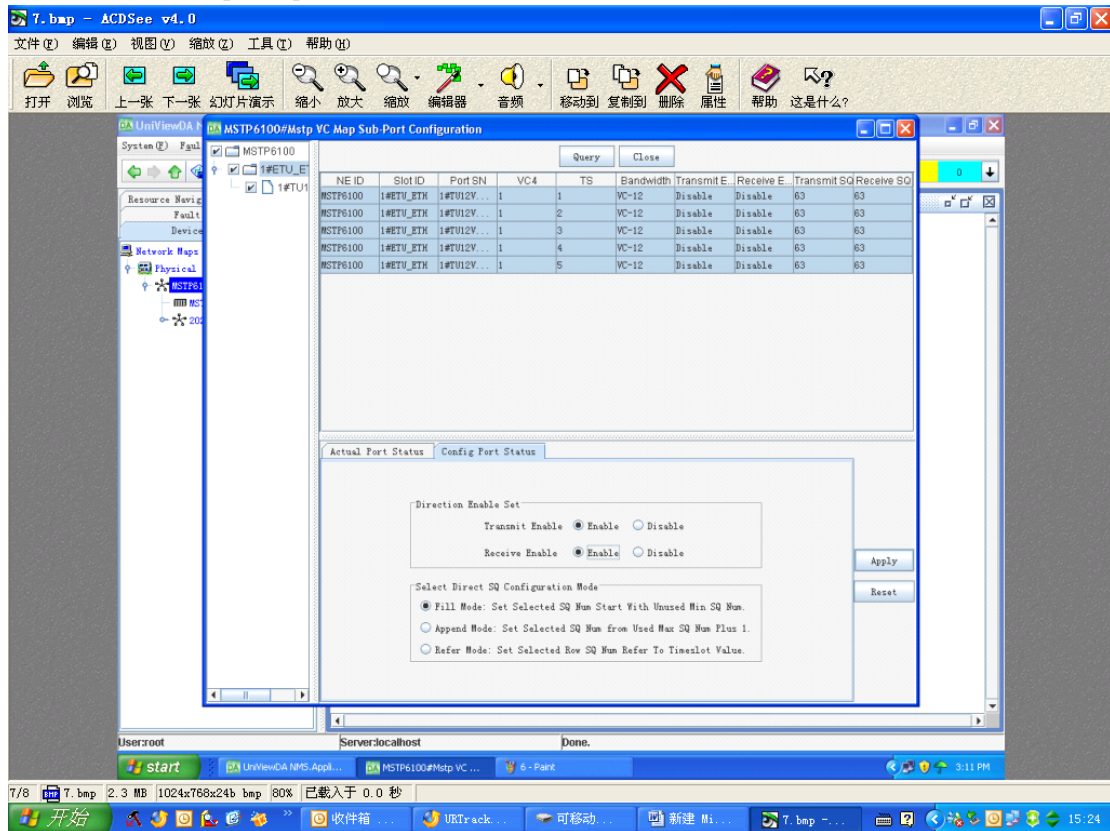 7.bmp - ACDSee v4.0
文件(F) 编辑(E) 视图(V) 缩放(Z) 工具(T) 帮助(H)
打开 浏览 上一张 下一张 幻灯片演示 缩小 放大 缩放 编辑器 音频 移动到 复制到 删除 属性 帮助 这是什么?
UniViewDA N
MSTP6100#Mstp VC Map Sub-Port Configuration
System(F) Faul
MSTP6100
1#ETU_E
1#TU1
Query Close
0
Resource Navig
Fault
Device
Network Maps
Physical
MSTP61
MST
202
NE ID Slot ID Port SN VC4 TS Bandwidth Transmit E... Receive E... Transmit SQ Receive SQ
MSTP6100 1#ETU_ETH 1#TU12V... 1 1 VC-12 Disable Disable 63 63
MSTP6100 1#ETU_ETH 1#TU12V... 1 2 VC-12 Disable Disable 63 63
MSTP6100 1#ETU_ETH 1#TU12V... 1 3 VC-12 Disable Disable 63 63
MSTP6100 1#ETU_ETH 1#TU12V... 1 4 VC-12 Disable Disable 63 63
MSTP6100 1#ETU_ETH 1#TU12V... 1 5 VC-12 Disable Disable 63 63
Actual Port Status Config Port Status
Direction Enable Set
Transmit Enable Enable Disable
Receive Enable Enable Disable
Apply
Reset
Select Direct SQ Configuration Mode
Fill Mode: Set Selected SQ Num Start With Unused Min SQ Num.
Append Mode: Set Selected SQ Num from Used Max SQ Num Plus 1.
Refer Mode: Set Selected Row SQ Num Refer To Timeslot Value.
User:root Server:localhost Done.
start UniViewDA NMS.Appli... MSTP6100#Mstp VC ... 6 - Paint 3:11 PM
7/8 7.bmp 2.3 MB 1024x768x24b bmp 80% 已载入于 0.0 秒
开始 收件箱 ... URTrack... 可移动... 新建 Mi... 7.bmp -... 15:24